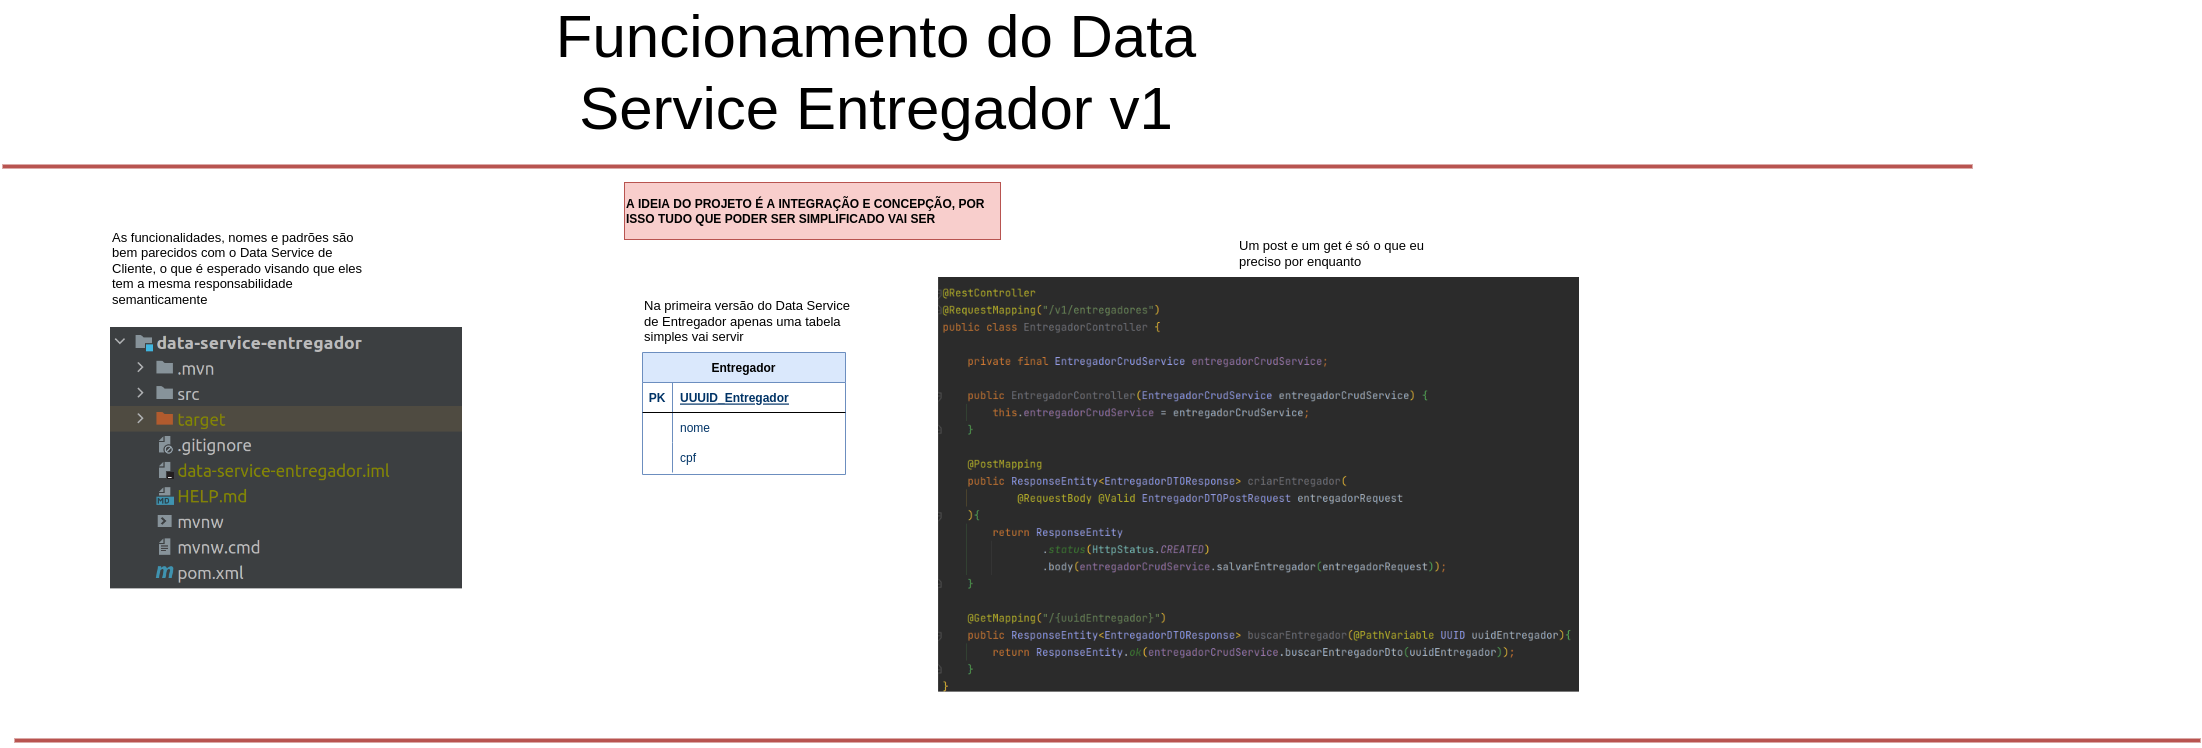 Funcionamento do Data
Service Entregador v1
A IDEIA DO PROJETO É A INTEGRAÇÃO E CONCEPÇÃO, POR
ISSO TUDO QUE PODER SER SIMPLIFICADO VAI SER
As funcionalidades, nomes e padrões são
bem parecidos com o Data Service de
Cliente, o que é esperado visando que eles
tem a mesma responsabilidade
semanticamente
data-service-entregador
.mvn
src
target
.gitignore
data-service-entregador.iml
HELP.md
mvnw
mvnw.cmd
pom.xml
Na primeira versão do Data Service
de Entregador apenas uma tabela
simples vai servir
Entregador
PK UUUID_Entregador
nome
cpf
Um post e um get é só o que eu
preciso por enquanto
@RestController
@RequestMapping("/v1/entregadores")
public class EntregadorController {
private final EntregadorCrudService entregadorCrudService;
public EntregadorController(EntregadorCrudService entregadorCrudService) {
this.entregadorCrudService = entregadorCrudService;
}
@PostMapping
public ResponseEntity<EntregadorDTOResponse> criarEntregador(
@RequestBody @Valid EntregadorDTOPostRequest entregadorRequest
){
return ResponseEntity
.status(HttpStatus.CREATED)
.body(entregadorCrudService.salvarEntregador(entregadorRequest));
}
@GetMapping("/{uuidEntregador}")
public ResponseEntity<EntregadorDTOResponse> buscarEntregador(@PathVariable UUID uuidEntregador){
return ResponseEntity.ok(entregadorCrudService.buscarEntregadorDto(uuidEntregador));
}
}